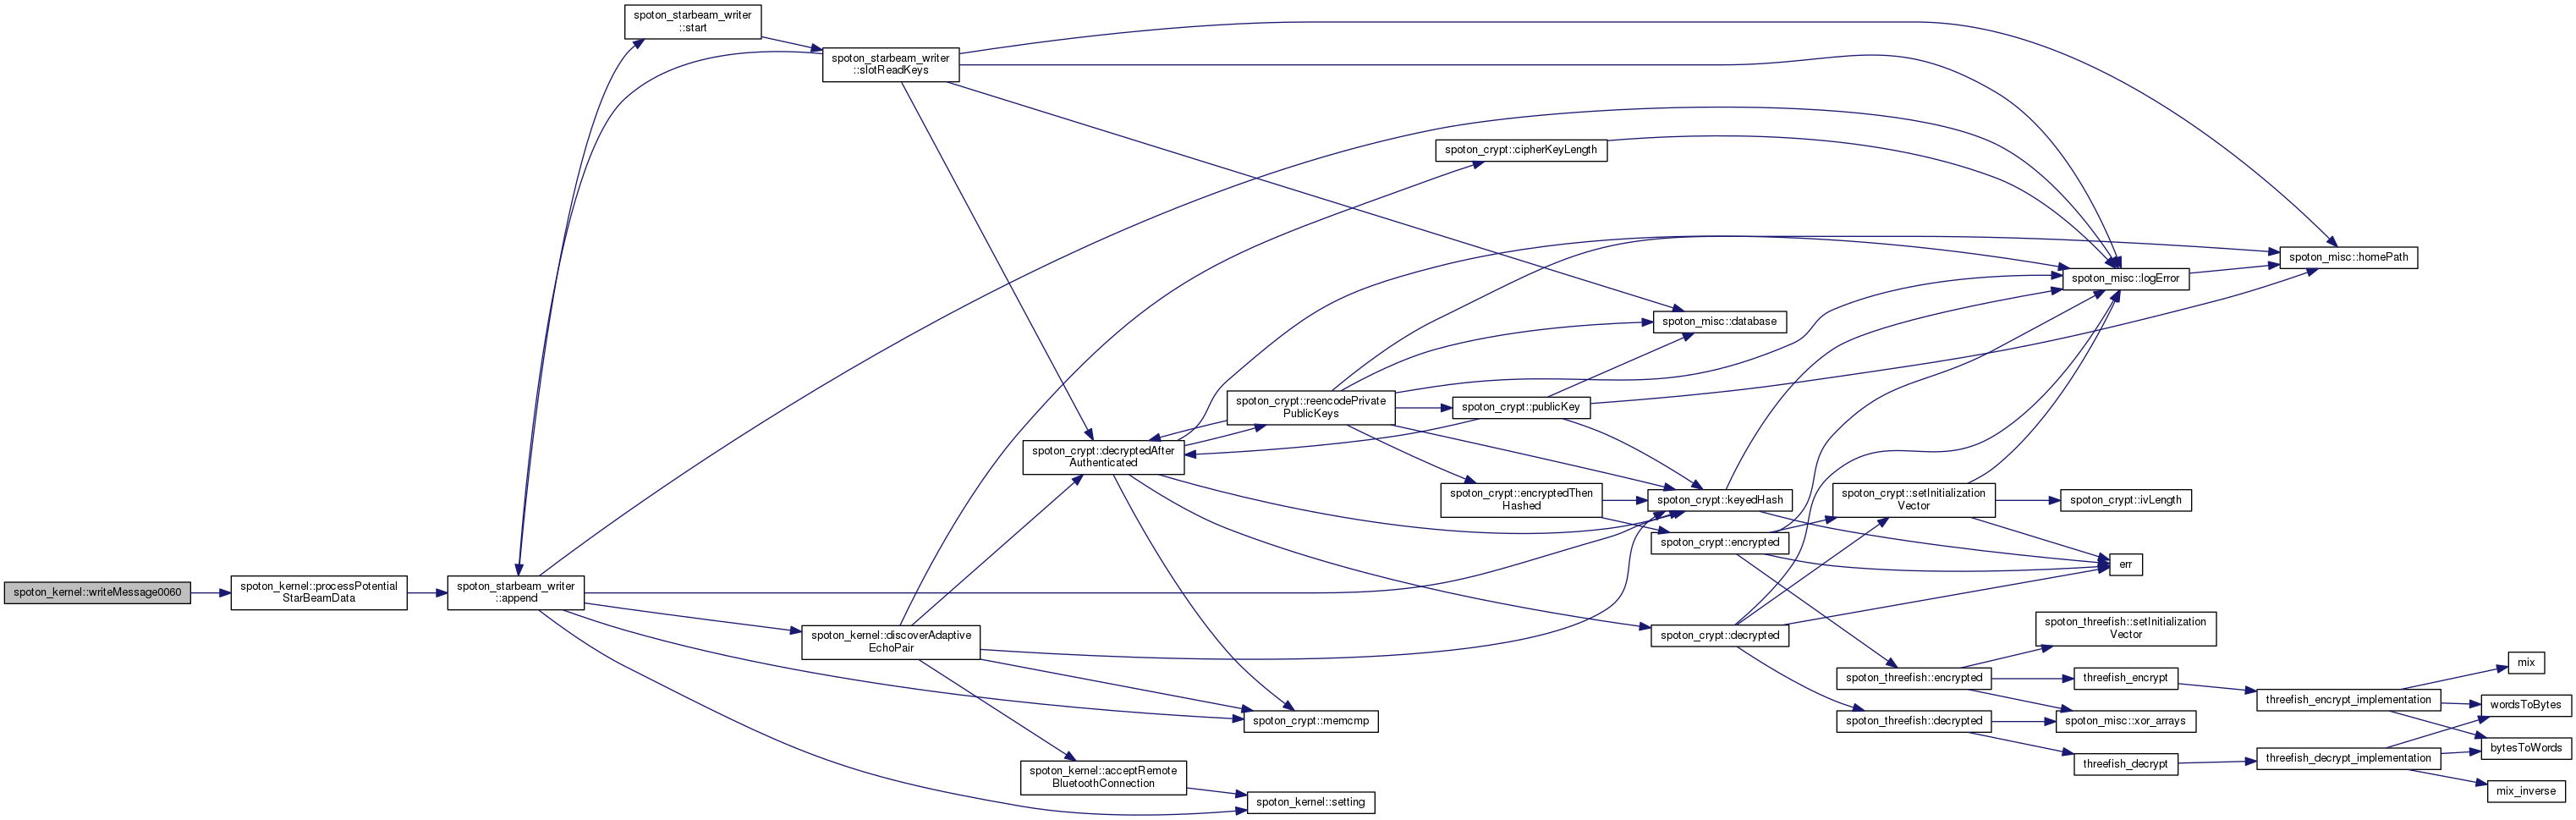 spoton_kernel::writeMessage0060
spoton_kernel::processPotential
StarBeamData
spoton_starbeam_writer
::append
spoton_starbeam_writer
::start
spoton_starbeam_writer
::slotReadKeys
spoton_kernel::discoverAdaptive
EchoPair
spoton_crypt::decryptedAfter
Authenticated
spoton_kernel::acceptRemote
BluetoothConnection
spoton_crypt::reencodePrivate
PublicKeys
spoton_crypt::memcmp
spoton_kernel::setting
spoton_crypt::cipherKeyLength
spoton_crypt::publicKey
spoton_crypt::encryptedThen
Hashed
spoton_misc::database
spoton_crypt::keyedHash
spoton_crypt::encrypted
spoton_crypt::decrypted
spoton_crypt::setInitialization
Vector
spoton_threefish::encrypted
spoton_threefish::decrypted
spoton_misc::logError
spoton_crypt::ivLength
err
spoton_threefish::setInitialization
Vector
threefish_encrypt
spoton_misc::xor_arrays
threefish_decrypt
spoton_misc::homePath
threefish_encrypt_implementation
threefish_decrypt_implementation
mix
wordsToBytes
bytesToWords
mix_inverse